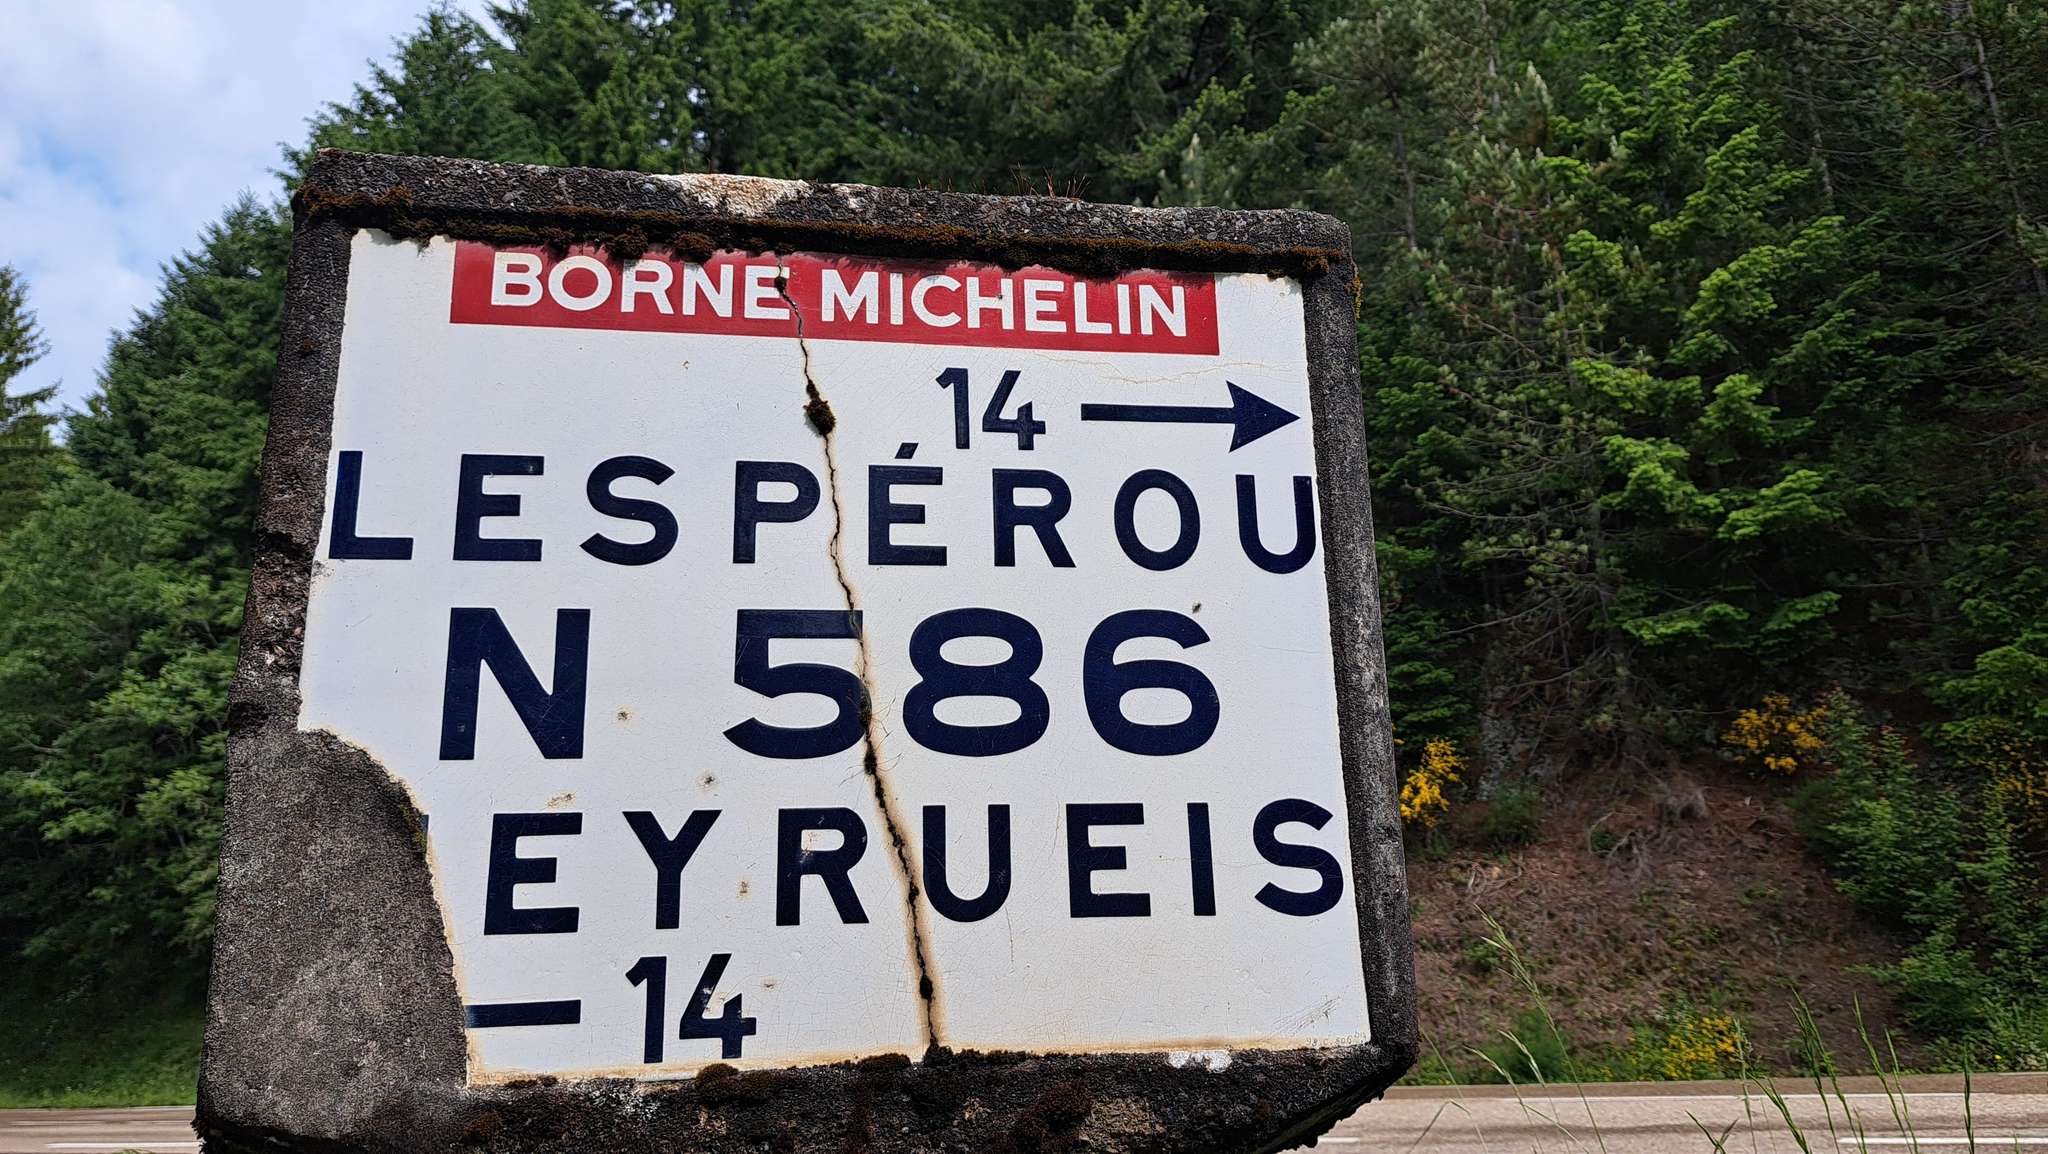 BORNE MICHELIN
14 →
LESPÉROU
N 586
EYRUEIS
14